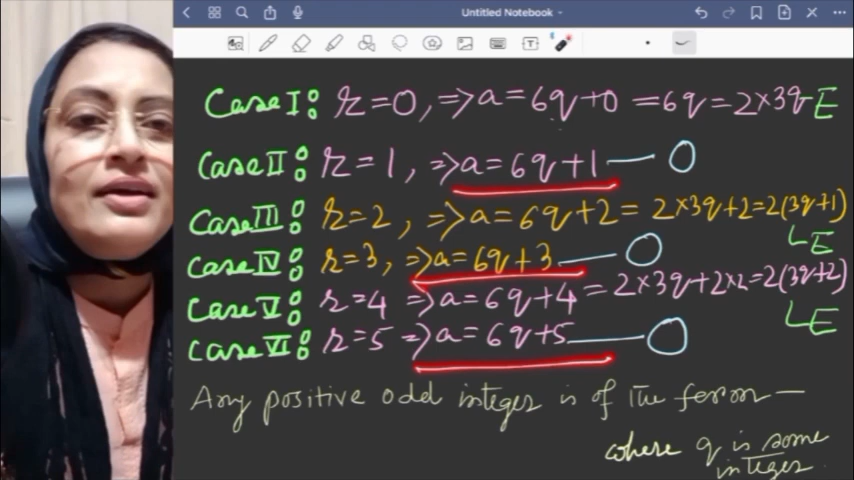 Untitled Notebook
Case I: r=0, ⇒ a=6q+0 =6q=2×3q E
Case II: r=1, ⇒ a=6q+1 — O
Case III: r=2, ⇒ a=6q+2= 2×3q+2=2(3q+1)
E
Case IV: r=3, ⇒ a=6q+3 — O
Case V: r=4 ⇒ a=6q+4 = 2×3q+2×2=2(3q+2)
E
Case VI: r=5 ⇒ a=6q+5 — O
Any positive odd integer is of the form —
where q is some
integer.